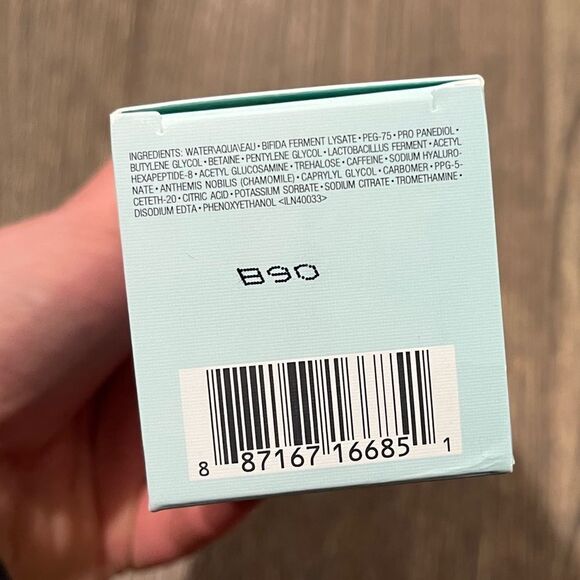 INGREDIENTS: WATER\AQUA\EAU • BIFIDA FERMENT LYSATE • PEG-75 • PRO PANEDIOL •
BUTYLENE GLYCOL • BETAINE • PENTYLENE GLYCOL • LACTOBACILLUS FERMENT • ACETYL
HEXAPEPTIDE-8 • ACETYL GLUCOSAMINE • TREHALOSE • CAFFEINE • SODIUM HYALURO-
NATE • ANTHEMIS NOBILIS (CHAMOMILE) • CAPRYLYL GLYCOL • CARBOMER • PPG-5-
CETETH-20 • CITRIC ACID • POTASSIUM SORBATE • SODIUM CITRATE • TROMETHAMINE •
DISODIUM EDTA • PHENOXYETHANOL <ILN40033>
B90
8 87167 16685 1